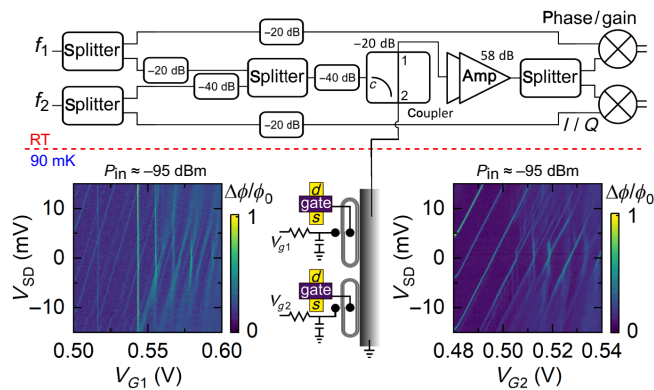 Phase/gain
f1
Splitter
−20 dB
−20 dB
−40 dB
Splitter
−40 dB
−20 dB
1
c
2
Coupler
58 dB
Amp
Splitter
f2
Splitter
−20 dB
I / Q
RT
90 mK
Pin ≈ −95 dBm
Δϕ/ϕ0
1
0
10
0
−10
VSD (mV)
0.50 0.55 0.60
VG1 (V)
d
gate
s
Vg1
d
gate
s
Vg2
Pin ≈ −95 dBm
Δϕ/ϕ0
1
0
10
0
−10
VSD (mV)
0.48 0.50 0.52 0.54
VG2 (V)